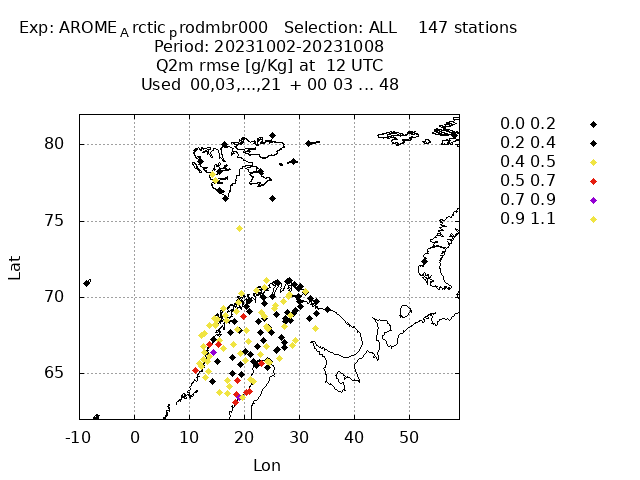 Exp: AROME_Arctic_prodmbr000 Selection: ALL 147 stations
Period: 20231002-20231008
Q2m rmse [g/Kg] at 12 UTC
Used 00,03,...,21 + 00 03 ... 48
0.0 0.2
0.2 0.4
0.4 0.5
0.5 0.7
0.7 0.9
0.9 1.1
80
75
70
65
Lat
-10 0 10 20 30 40 50
Lon